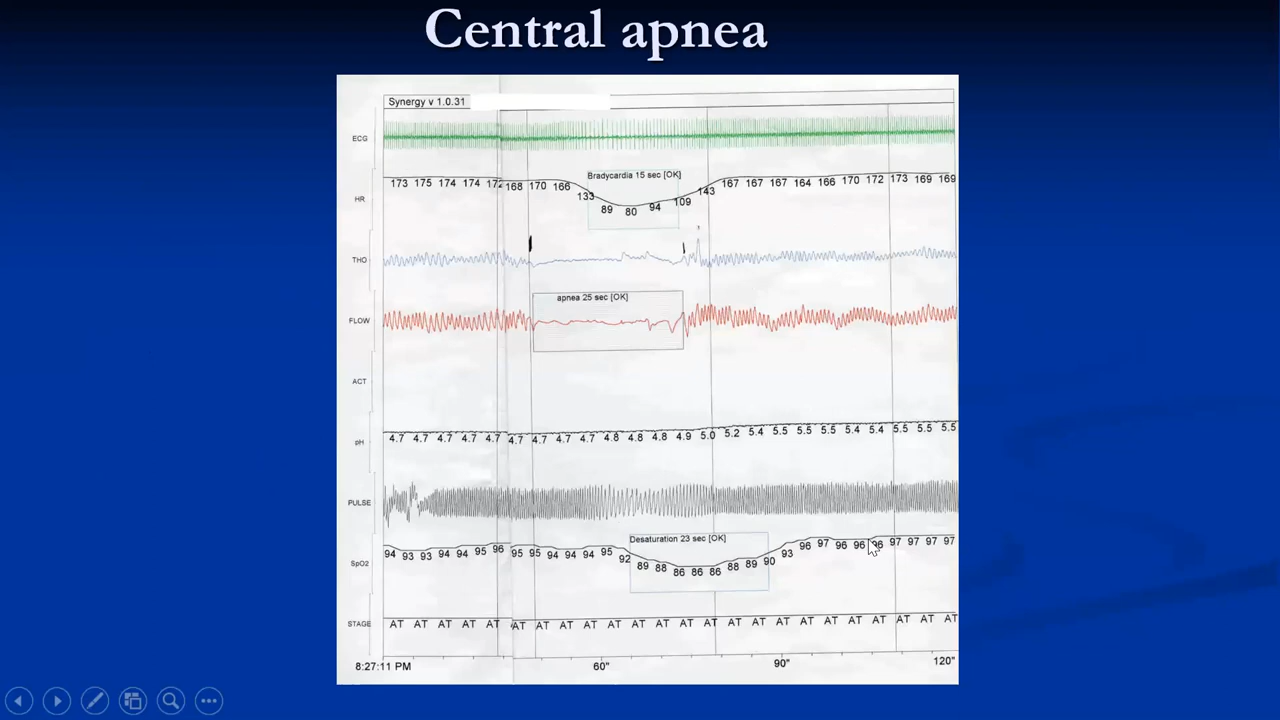 Central apnea
Synergy v 1.0.31
ECG
Bradycardia 15 sec [OK]
173 175 174 174 172 168 170 166 133 89 80 94 109 143 167 167 167 164 166 170 172 173 169 169
HR
THO
apnea 25 sec [OK]
FLOW
ACT
4.7 4.7 4.7 4.7 4.7 4.7 4.7 4.7 4.7 4.8 4.8 4.8 4.9 5.0 5.2 5.4 5.5 5.5 5.5 5.4 5.4 5.5 5.5 5.5
pH
PULSE
Desaturation 23 sec [OK]
94 93 93 94 94 95 96 95 95 94 94 94 95 92 89 88 86 86 86 88 89 90 93 96 97 96 96 96 97 97 97 97
SpO2
STAGE AT AT AT AT AT AT AT AT AT AT AT AT AT AT AT AT AT AT AT AT AT AT AT AT
8:27:11 PM 60" 90" 120"